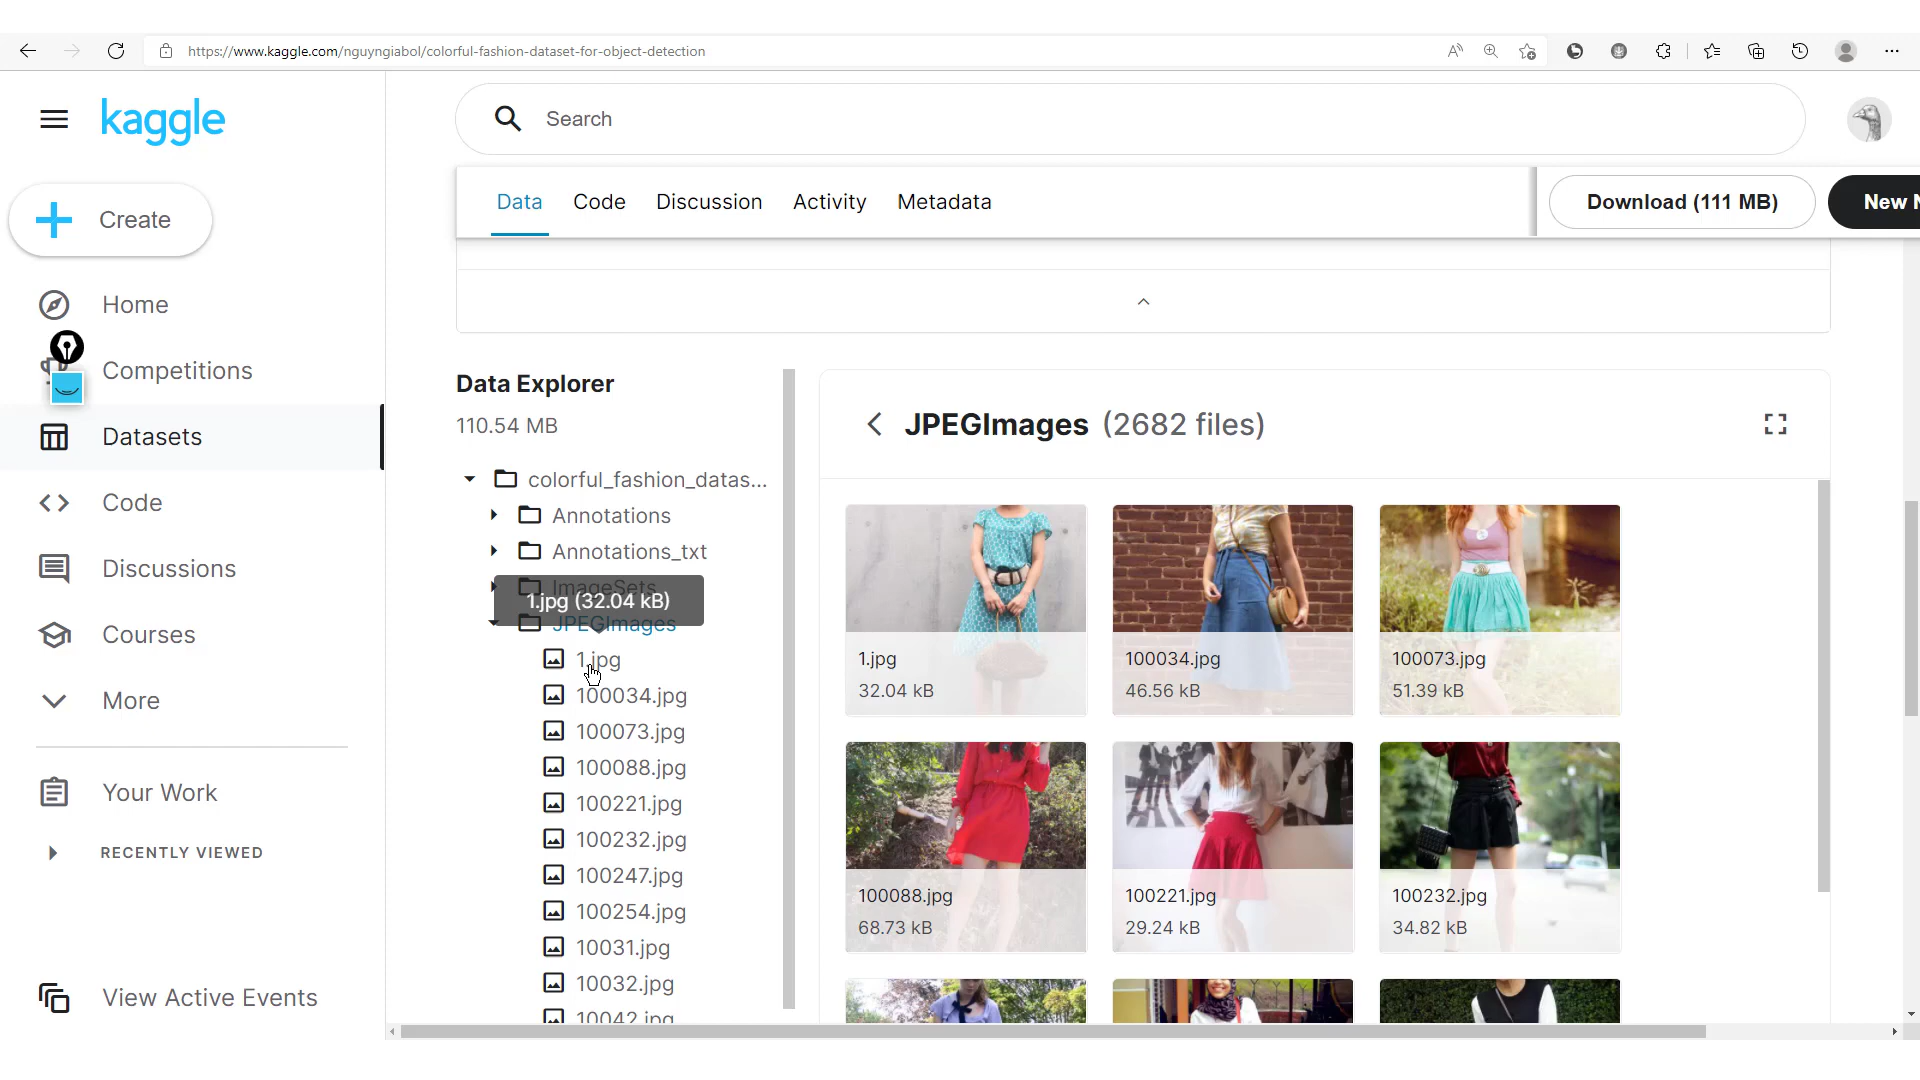 https://www.kaggle.com/nguyngiabol/colorful-fashion-dataset-for-object-detection
kaggle
Search
Create
Data
Code
Discussion
Activity
Metadata
Download (111 MB)
New N
Home
Competitions
Datasets
Code
Discussions
Courses
More
Your Work
RECENTLY VIEWED
View Active Events
Data Explorer
110.54 MB
colorful_fashion_datas...
Annotations
Annotations_txt
ImageSets
1.jpg (32.04 kB)
JPEGImages
1.jpg
100034.jpg
100073.jpg
100088.jpg
100221.jpg
100232.jpg
100247.jpg
100254.jpg
10031.jpg
10032.jpg
10042.jpg
JPEGImages (2682 files)
1.jpg
32.04 kB
100034.jpg
46.56 kB
100073.jpg
51.39 kB
100088.jpg
68.73 kB
100221.jpg
29.24 kB
100232.jpg
34.82 kB